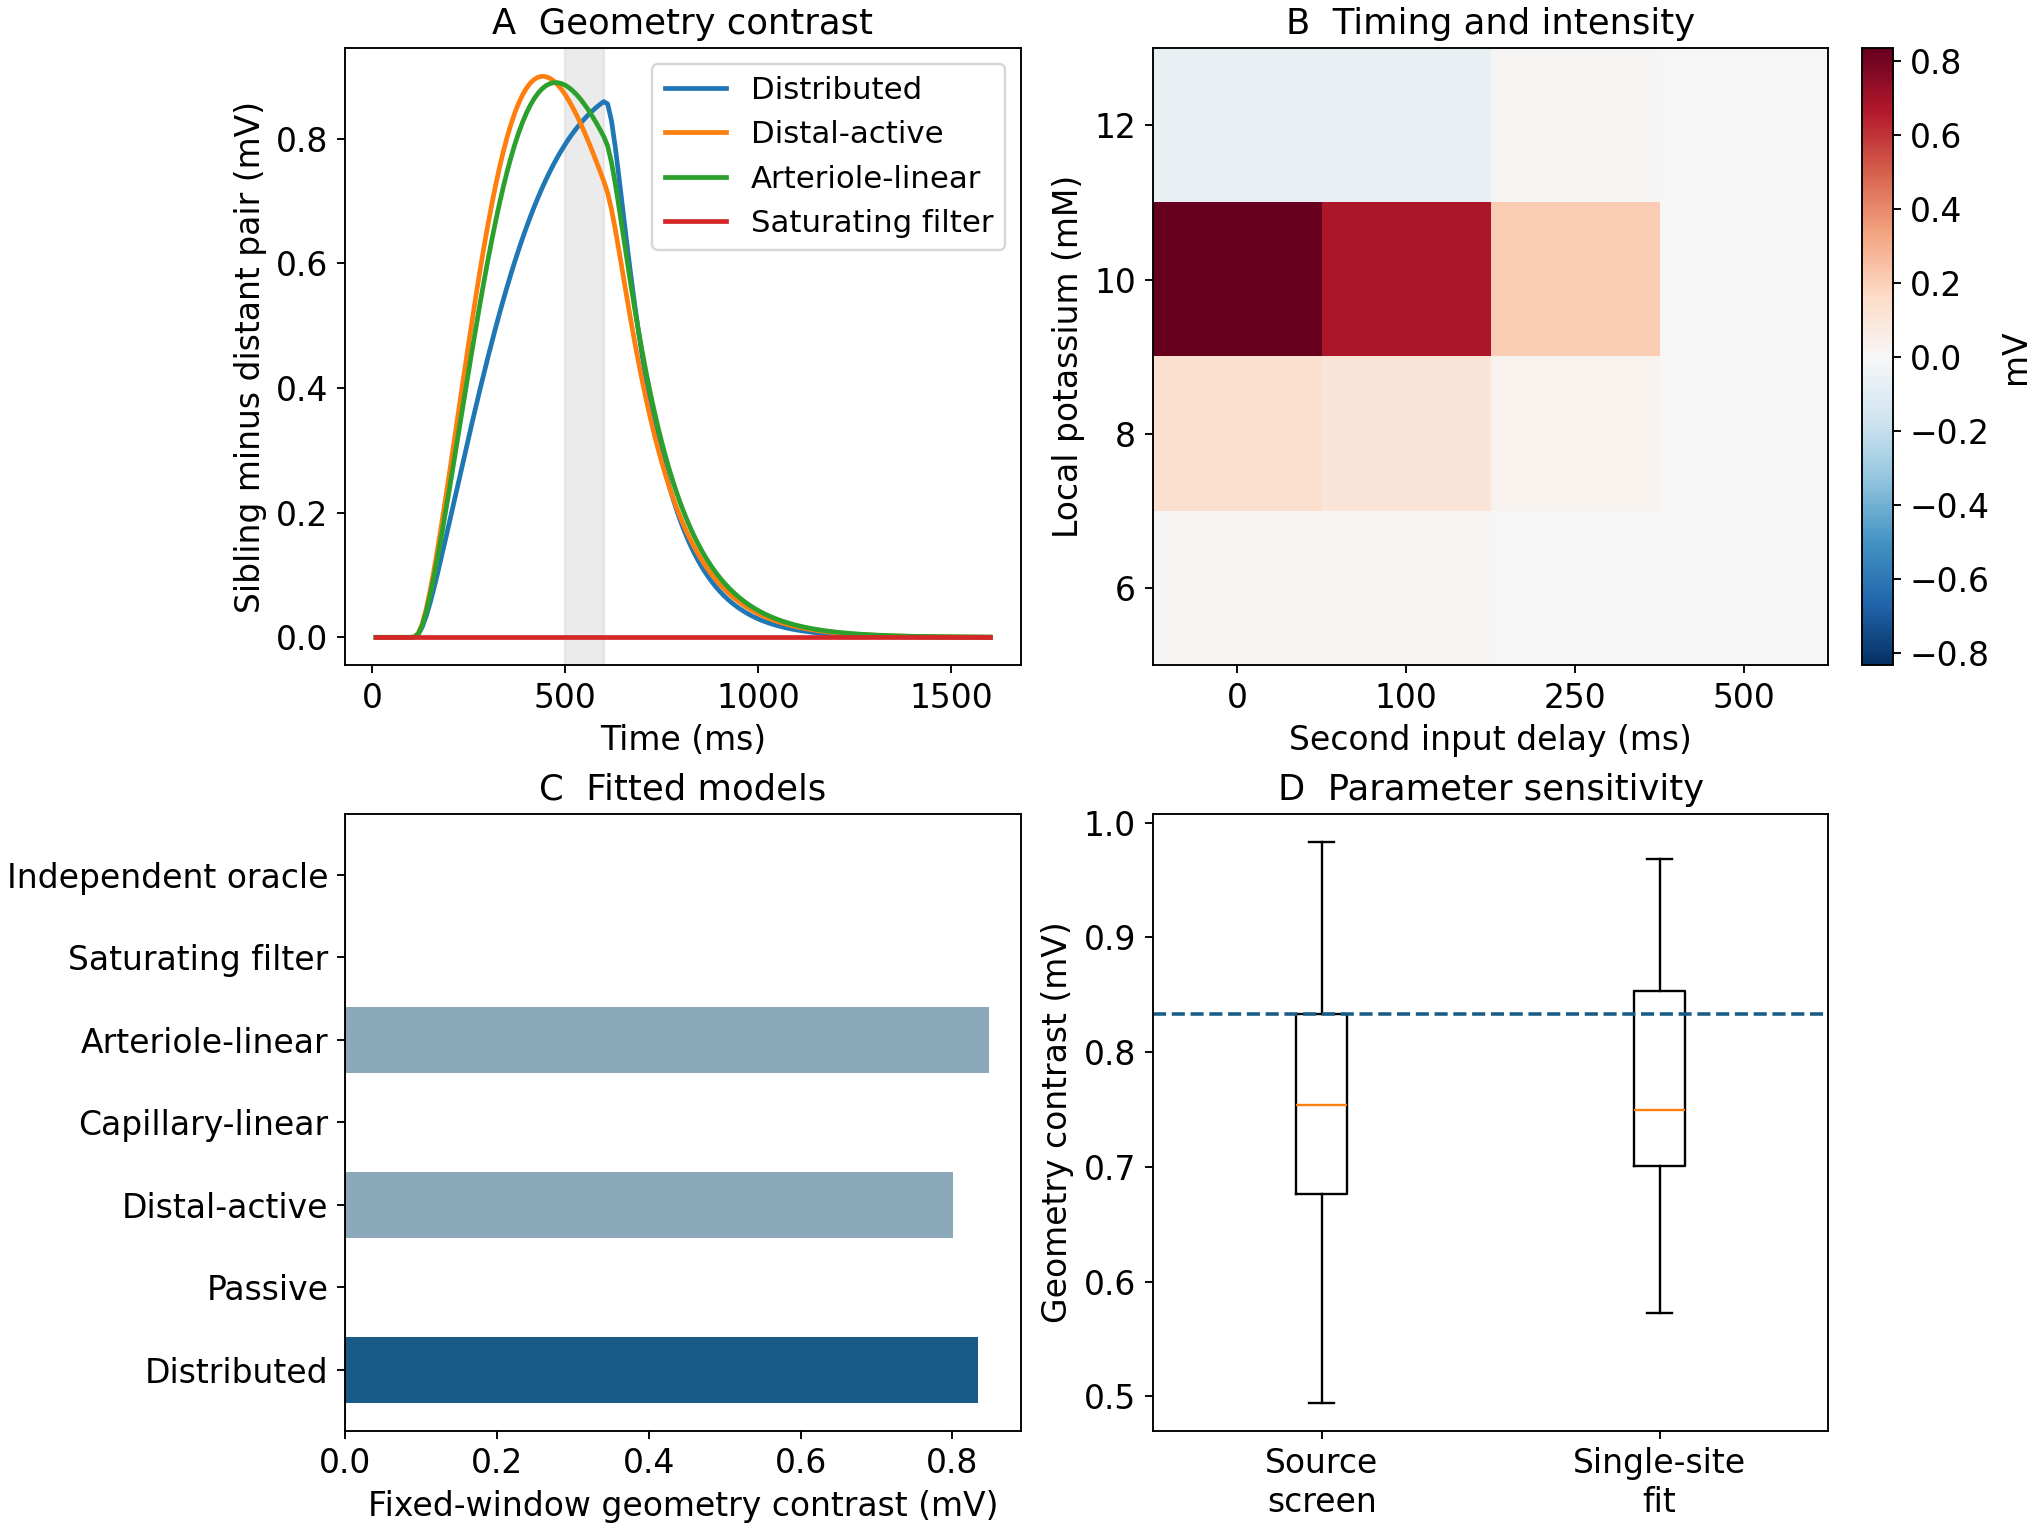 A  Geometry contrast
Sibling minus distant pair (mV)
0.8
0.6
0.4
0.2
0.0
Distributed
Distal-active
Arteriole-linear
Saturating filter
0
500
1000
1500
Time (ms)
B  Timing and intensity
Local potassium (mM)
12
10
8
6
0
100
250
500
Second input delay (ms)
0.8
0.6
0.4
0.2
0.0
−0.2
−0.4
−0.6
−0.8
mV
C  Fitted models
Independent oracle
Saturating filter
Arteriole-linear
Capillary-linear
Distal-active
Passive
Distributed
0.0
0.2
0.4
0.6
0.8
Fixed-window geometry contrast (mV)
D  Parameter sensitivity
Geometry contrast (mV)
1.0
0.9
0.8
0.7
0.6
0.5
Source
screen
Single-site
fit